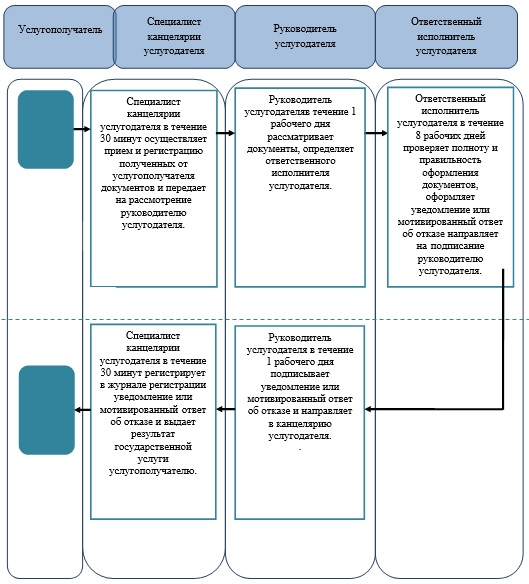 Услугополучатель
Специалист
канцелярии
услугодателя
Руководитель
услугодателя
Ответственный
исполнитель
услугодателя
Специалист
канцелярии
услугодателя в течение
30 минут осуществляет
прием и регистрацию
полученных от
услугополучателя
документов и передает
на рассмотрение
руководителю
услугодателя.
Руководитель
услугодателяв течение 1
рабочего дня
рассматривает
документы, определяет
ответственного
исполнителя
услугодателя.
Ответственный
исполнитель
услугодателя в течение
8 рабочих дней
проверяет полноту и
правильность
оформления
документов,
оформляет
уведомление или
мотивированный ответ
об отказе направляет
на подписание
руководителю
услугодателя.
Специалист
канцелярии
услугодателя в течение
30 минут регистрирует
в журнале регистрации
уведомление или
мотивированный ответ
об отказе и выдает
результат
государственной
услуги
услугополучателю.
Руководитель
услугодателя в течение
1 рабочего дня
подписывает
уведомление или
мотивированный ответ
об отказе и направляет
в канцелярию
услугодателя.
.